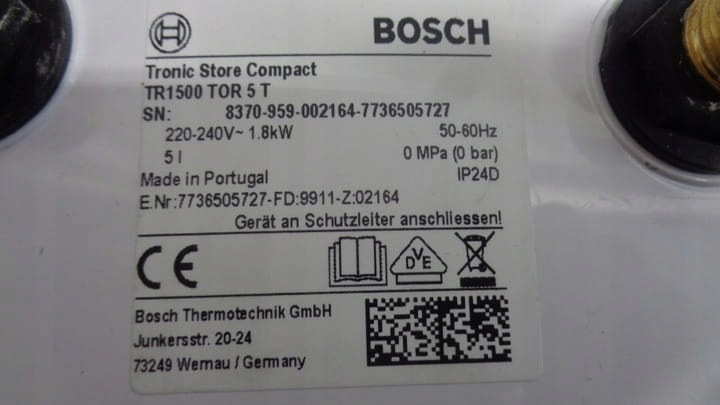 BOSCH
Tronic Store Compact
TR1500 TOR 5 T
SN: 8370-959-002164-7736505727
220-240V~ 1.8kW 50-60Hz
5 l 0 MPa (0 bar)
Made in Portugal IP24D
E.Nr:7736505727-FD:9911-Z:02164
Gerät an Schutzleiter anschliessen!
CE
DVE
Bosch Thermotechnik GmbH
Junkersstr. 20-24
73249 Wernau / Germany